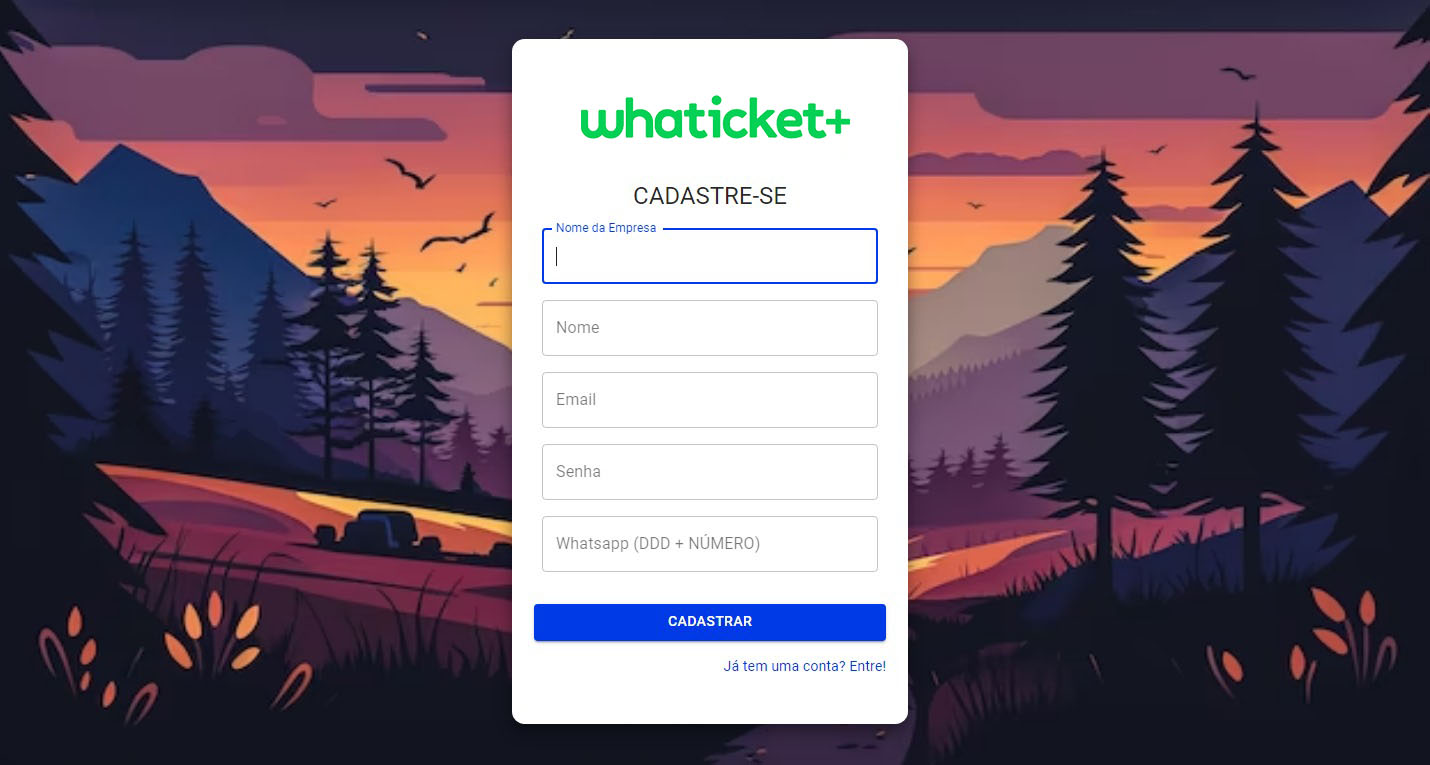 whaticket+
CADASTRE-SE
Nome da Empresa
Nome
Email
Senha
Whatsapp (DDD + NÚMERO)
CADASTRAR
Já tem uma conta? Entre!